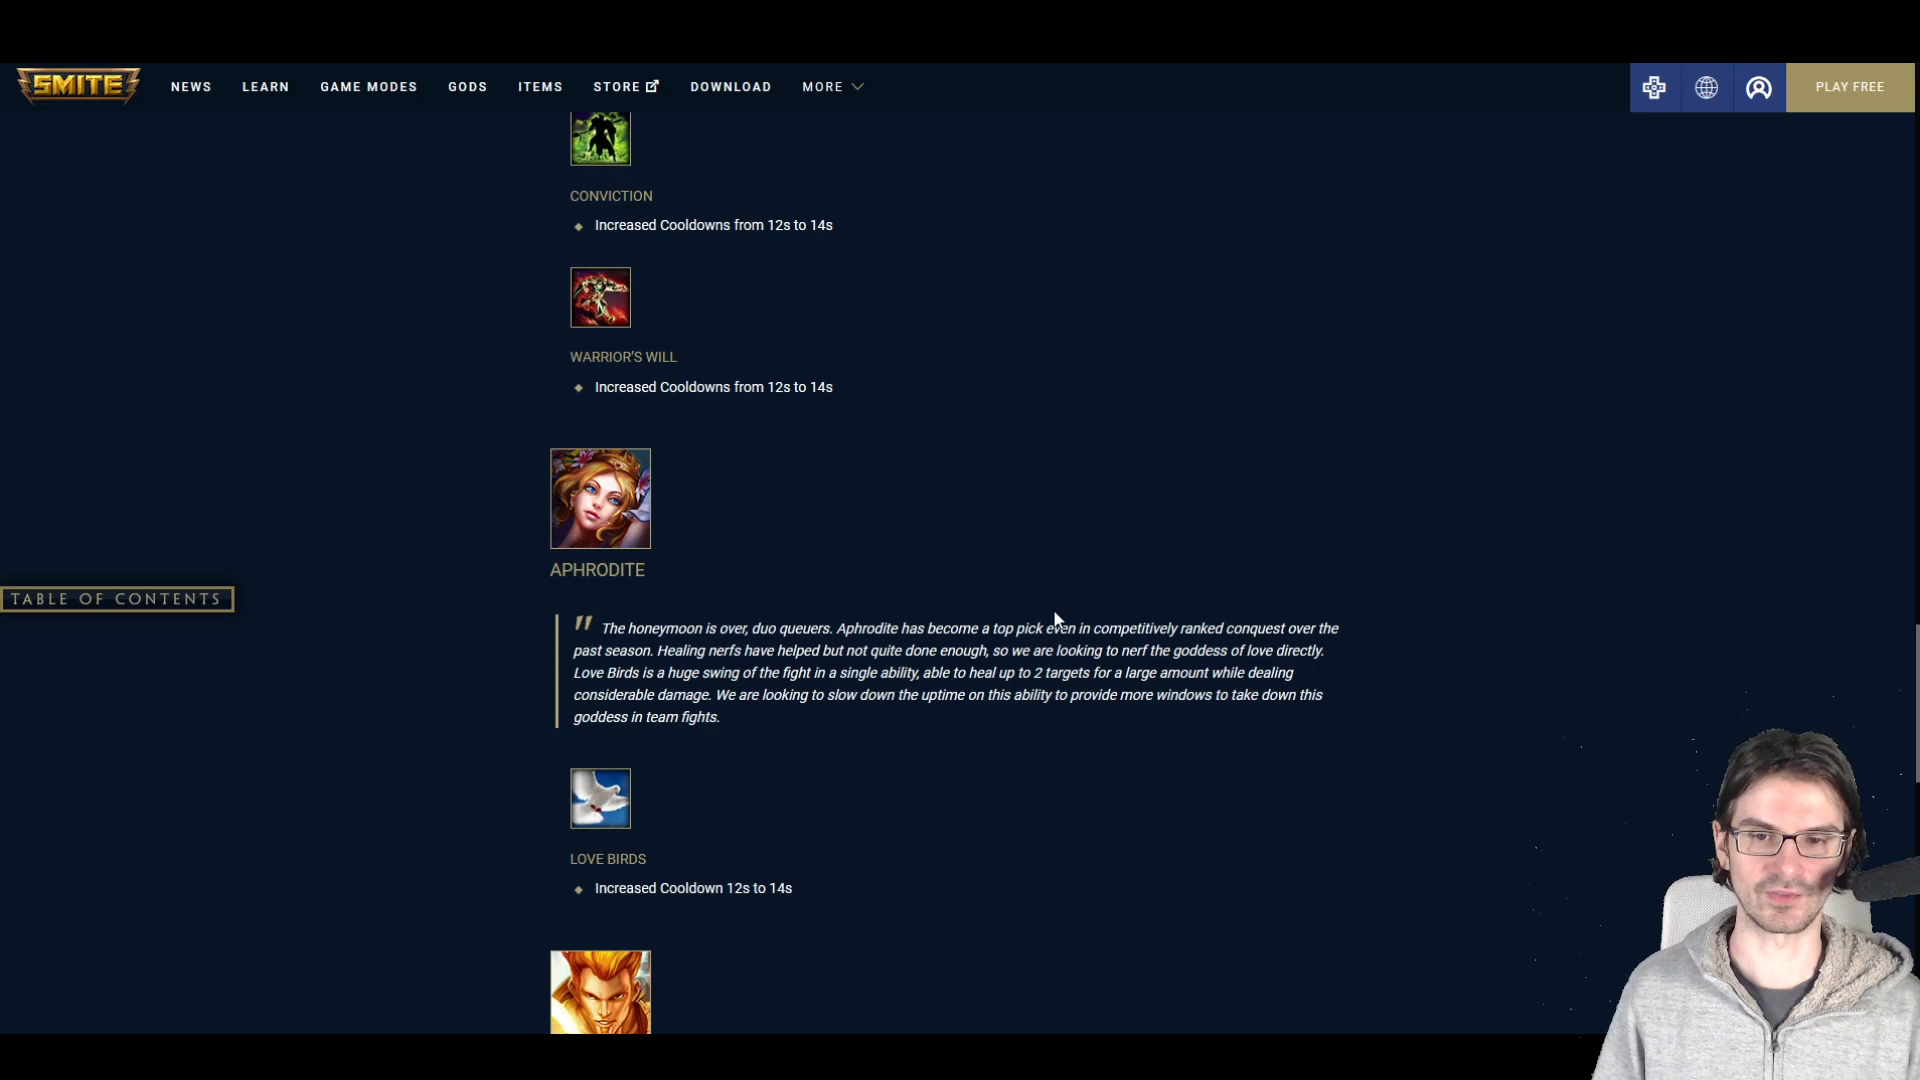 SMITE NEWS LEARN GAME MODES GODS ITEMS STORE DOWNLOAD MORE PLAY FREE
CONVICTION
Increased Cooldowns from 12s to 14s
WARRIOR'S WILL
Increased Cooldowns from 12s to 14s
APHRODITE
TABLE OF CONTENTS
" The honeymoon is over, duo queuers. Aphrodite has become a top pick even in competitively ranked conquest over the
past season. Healing nerfs have helped but not quite done enough, so we are looking to nerf the goddess of love directly.
Love Birds is a huge swing of the fight in a single ability, able to heal up to 2 targets for a large amount while dealing
considerable damage. We are looking to slow down the uptime on this ability to provide more windows to take down this
goddess in team fights.
LOVE BIRDS
Increased Cooldown 12s to 14s